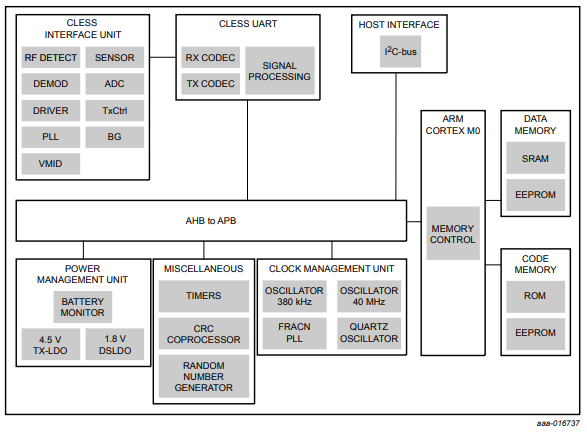 CLESS
INTERFACE UNIT
RF DETECT
SENSOR
DEMOD
ADC
DRIVER
TxCtrl
PLL
BG
VMID
CLESS UART
RX CODEC
TX CODEC
SIGNAL
PROCESSING
HOST INTERFACE
I²C-bus
ARM
CORTEX M0
MEMORY
CONTROL
DATA
MEMORY
SRAM
EEPROM
AHB to APB
CODE
MEMORY
ROM
EEPROM
POWER
MANAGEMENT UNIT
BATTERY
MONITOR
4.5 V
TX-LDO
1.8 V
DSLDO
MISCELLANEOUS
TIMERS
CRC
COPROCESSOR
RANDOM
NUMBER
GENERATOR
CLOCK MANAGEMENT UNIT
OSCILLATOR
380 kHz
OSCILLATOR
40 MHz
FRACN
PLL
QUARTZ
OSCILLATOR
aaa-016737